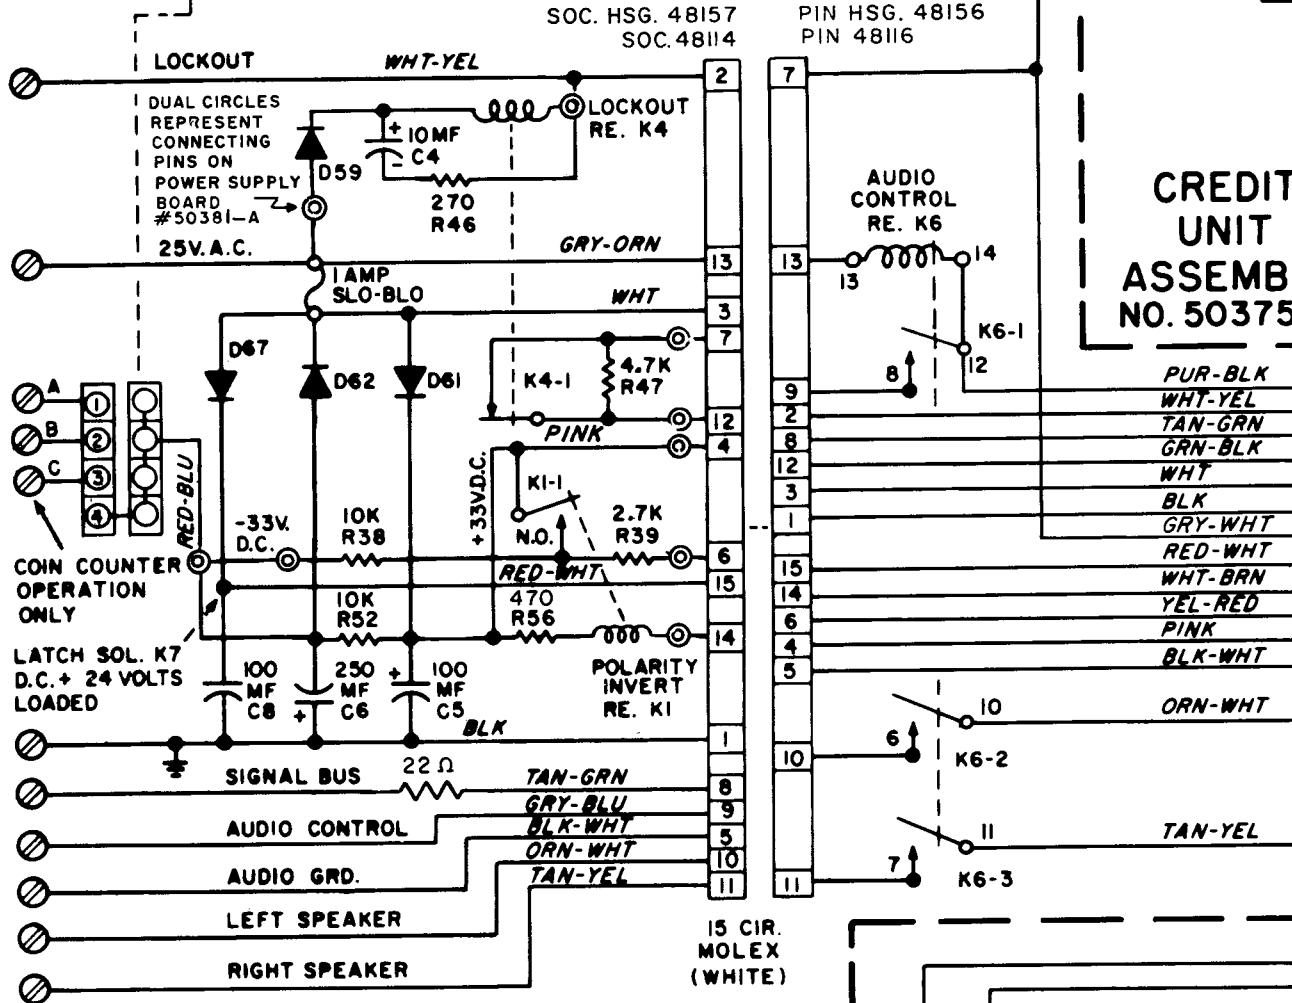 SOC. HSG. 48157
SOC. 48114
PIN HSG. 48156
PIN 48116
LOCKOUT
WHT-YEL
2
7
DUAL CIRCLES
REPRESENT
CONNECTING
PINS ON
POWER SUPPLY
BOARD
#50381-A
D59
+
10MF
C4
-
270
R46
LOCKOUT
RE. K4
AUDIO
CONTROL
RE. K6
CREDIT
UNIT
ASSEMB
NO. 50375
25V. A.C.
GRY-ORN
13
13
13
14
1 AMP
SLO-BLO
WHT
3
7
K6-1
12
8
9
D67
D62
D61
K4-1
4.7K
R47
PINK
12
4
A
B
C
1
2
3
4
RED-BLU
COIN COUNTER
OPERATION
ONLY
-33V.
D.C.
10K
R38
+33V.D.C.
K1-1
N.O.
2.7K
R39
6
RED-WHT
15
10K
R52
470
R56
14
LATCH SOL. K7
D.C. + 24 VOLTS
LOADED
100
MF
C8
250
MF
C6
+
+
100
MF
C5
POLARITY
INVERT
RE. K1
PUR-BLK
2
WHT-YEL
8
TAN-GRN
12
GRN-BLK
3
WHT
1
BLK
GRY-WHT
15
RED-WHT
14
WHT-BRN
6
YEL-RED
4
PINK
5
BLK-WHT
BLK
1
10
ORN-WHT
6
10
K6-2
SIGNAL BUS
22 Ω
TAN-GRN
8
AUDIO CONTROL
GRY-BLU
9
AUDIO GRD.
BLK-WHT
5
LEFT SPEAKER
ORN-WHT
10
RIGHT SPEAKER
TAN-YEL
11
11
TAN-YEL
7
11
K6-3
15 CIR.
MOLEX
(WHITE)